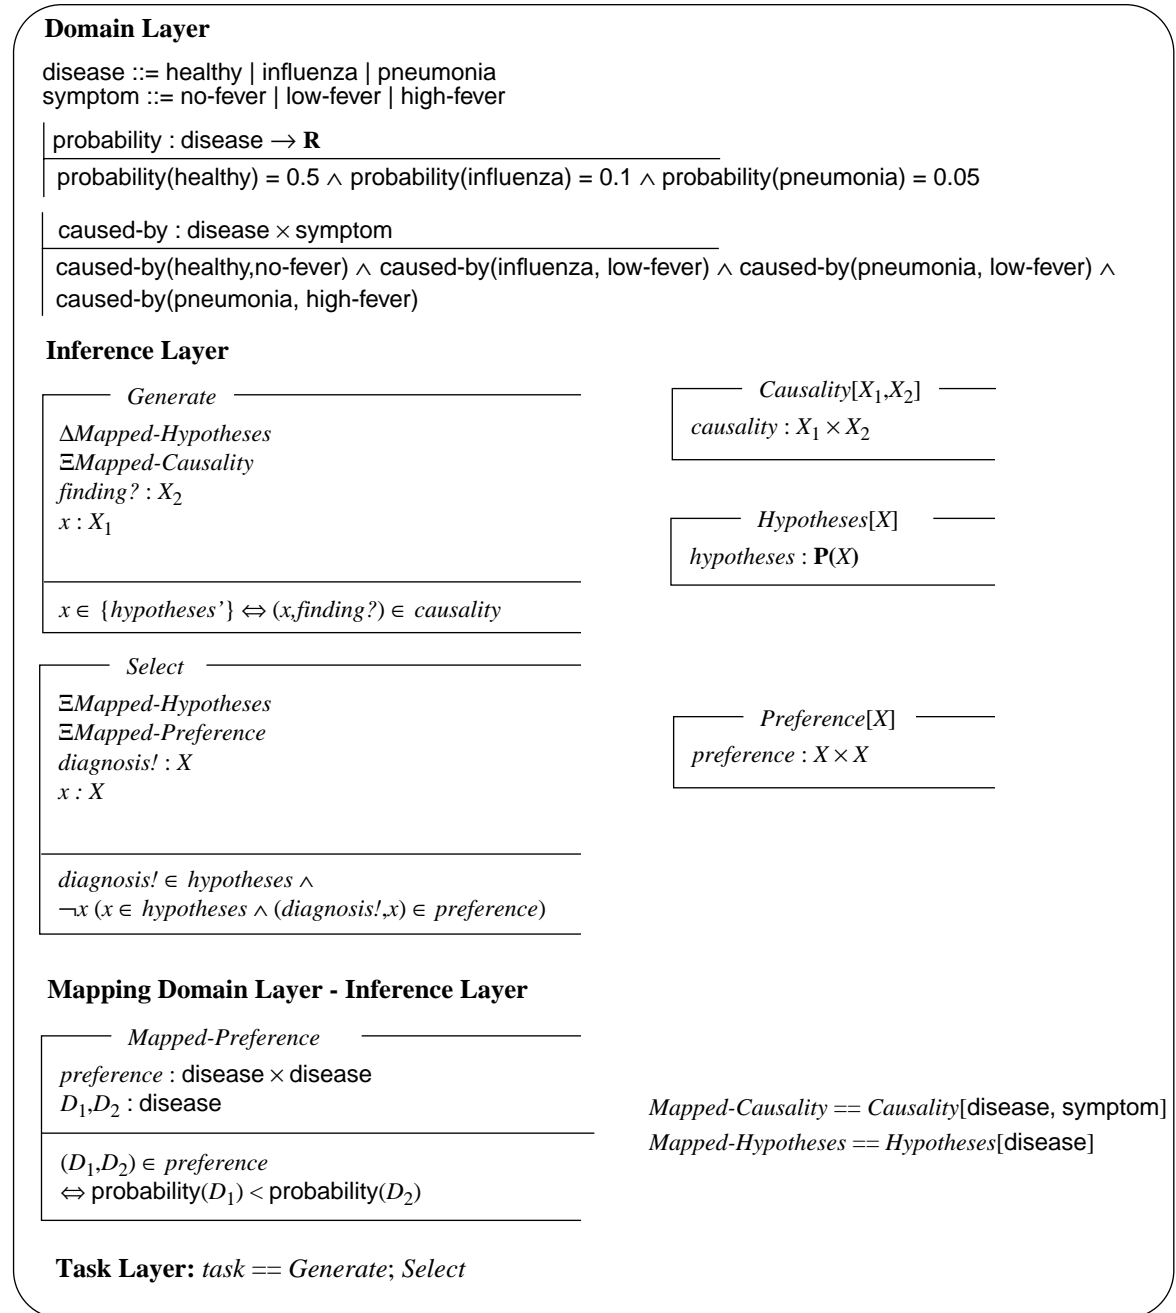 Domain Layer
disease ::= healthy | influenza | pneumonia
symptom ::= no-fever | low-fever | high-fever
probability : disease → R
probability(healthy) = 0.5 ∧ probability(influenza) = 0.1 ∧ probability(pneumonia) = 0.05
caused-by : disease × symptom
caused-by(healthy,no-fever) ∧ caused-by(influenza, low-fever) ∧ caused-by(pneumonia, low-fever) ∧
caused-by(pneumonia, high-fever)
Inference Layer
Generate
ΔMapped-Hypotheses
ΞMapped-Causality
finding? : X₂
x : X₁
x ∈ {hypotheses’} ⇔ (x,finding?) ∈ causality
Causality[X₁,X₂]
causality : X₁ × X₂
Hypotheses[X]
hypotheses : P(X)
Select
ΞMapped-Hypotheses
ΞMapped-Preference
diagnosis! : X
x : X
diagnosis! ∈ hypotheses ∧
¬x (x ∈ hypotheses ∧ (diagnosis!,x) ∈ preference)
Preference[X]
preference : X × X
Mapping Domain Layer - Inference Layer
Mapped-Preference
preference : disease × disease
D₁,D₂ : disease
(D₁,D₂) ∈ preference
⇔ probability(D₁) < probability(D₂)
Mapped-Causality == Causality[disease, symptom]
Mapped-Hypotheses == Hypotheses[disease]
Task Layer: task == Generate; Select